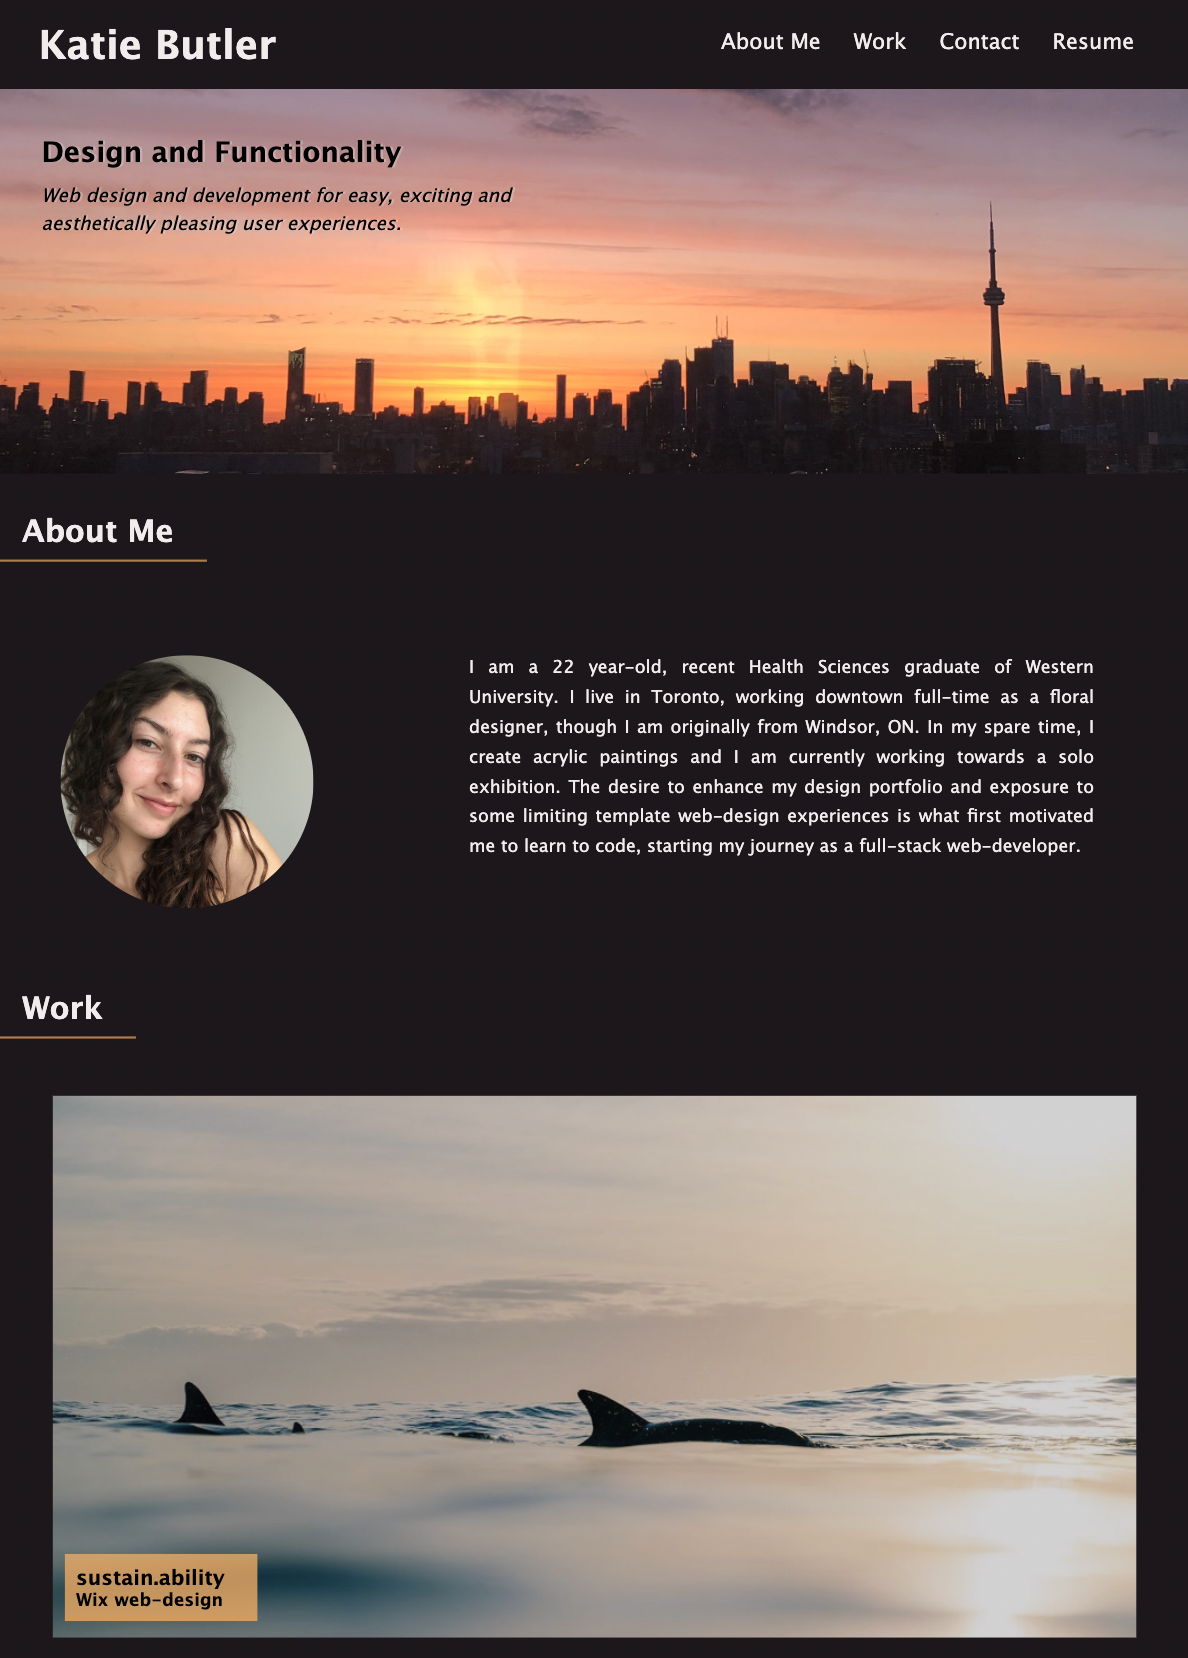 Katie Butler
About Me Work Contact Resume
Design and Functionality
Web design and development for easy, exciting and
aesthetically pleasing user experiences.
About Me
I am a 22 year-old, recent Health Sciences graduate of Western
University. I live in Toronto, working downtown full-time as a floral
designer, though I am originally from Windsor, ON. In my spare time, I
create acrylic paintings and I am currently working towards a solo
exhibition. The desire to enhance my design portfolio and exposure to
some limiting template web-design experiences is what first motivated
me to learn to code, starting my journey as a full-stack web-developer.
Work
sustain.ability
Wix web-design